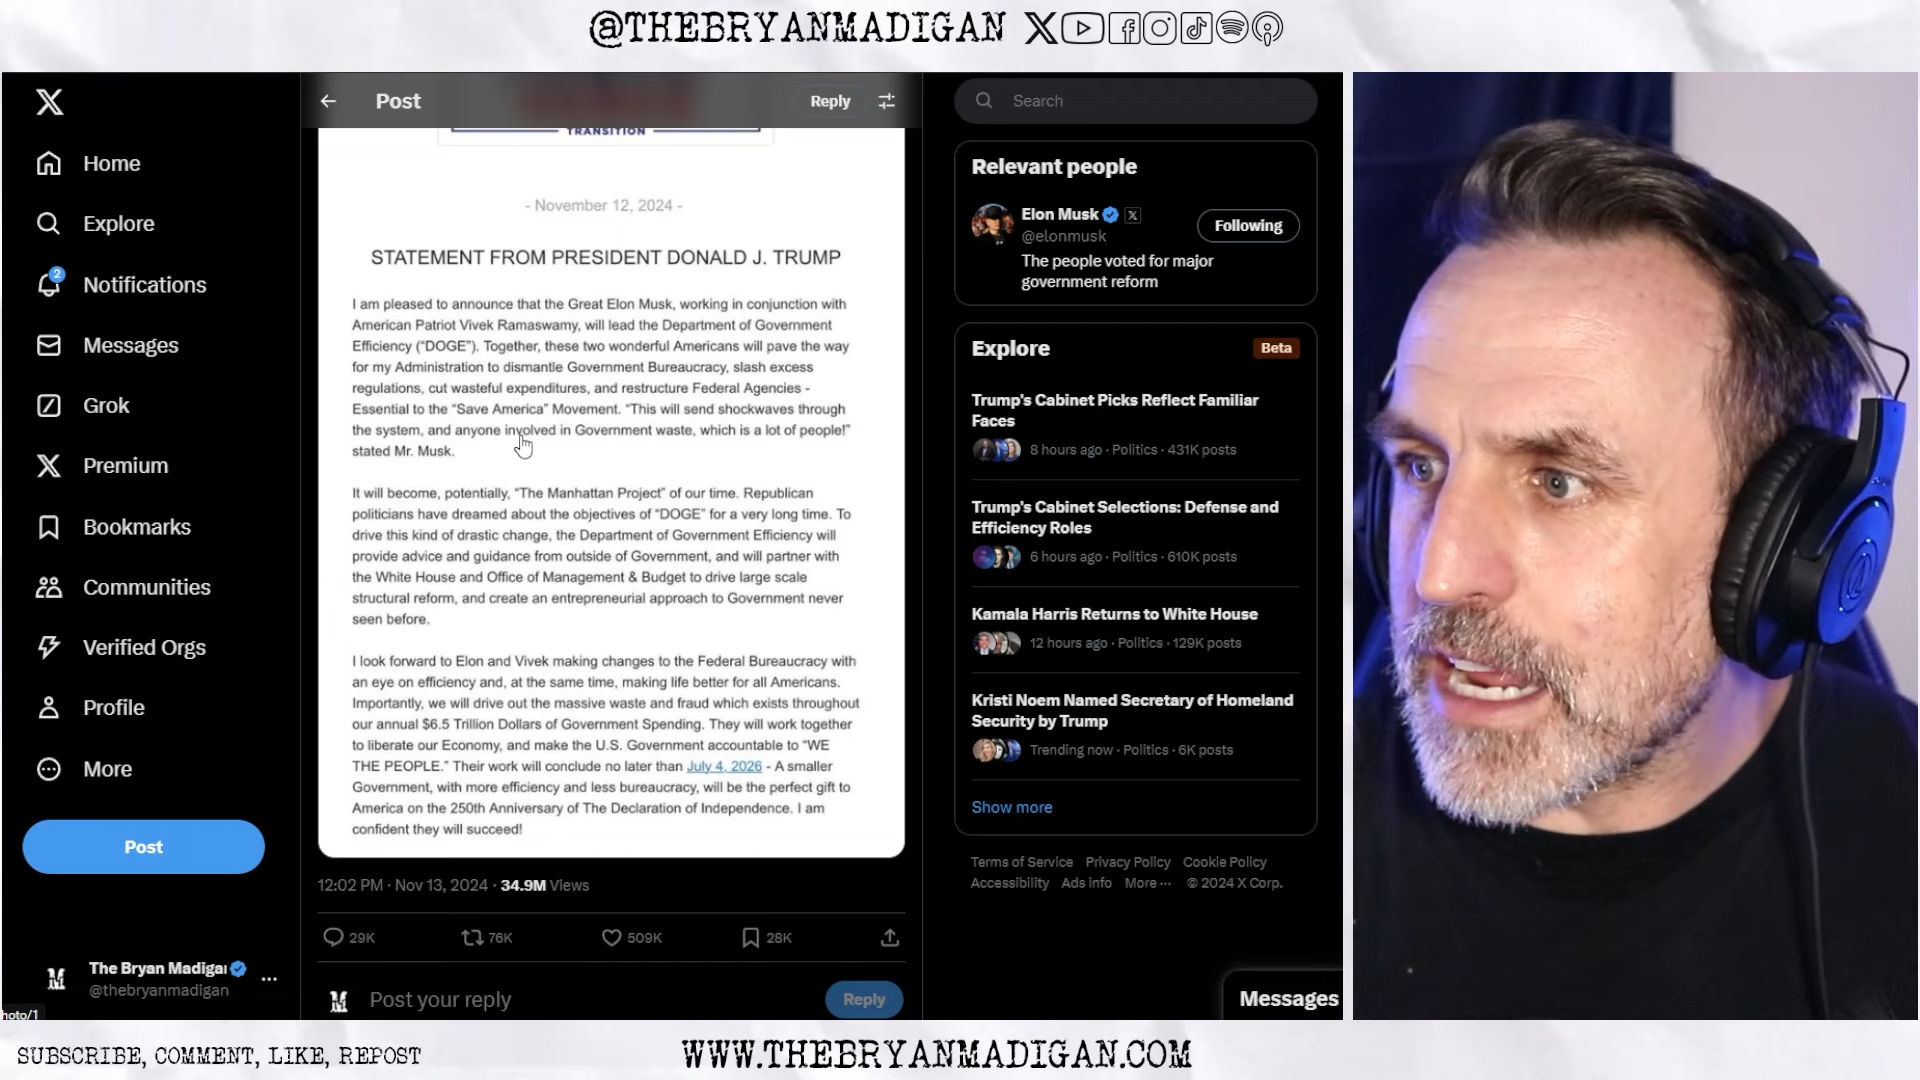 @THEBRYANMADIGAN
Home
Explore
Notifications
2
Messages
Grok
Premium
Bookmarks
Communities
Verified Orgs
Profile
More
Post
The Bryan Madigan
@thebryanmadigan
hoto/1
Post
Reply
TRANSITION
- November 12, 2024 -
STATEMENT FROM PRESIDENT DONALD J. TRUMP
I am pleased to announce that the Great Elon Musk, working in conjunction with
American Patriot Vivek Ramaswamy, will lead the Department of Government
Efficiency (“DOGE”). Together, these two wonderful Americans will pave the way
for my Administration to dismantle Government Bureaucracy, slash excess
regulations, cut wasteful expenditures, and restructure Federal Agencies -
Essential to the “Save America” Movement. “This will send shockwaves through
the system, and anyone involved in Government waste, which is a lot of people!”
stated Mr. Musk.
It will become, potentially, “The Manhattan Project” of our time. Republican
politicians have dreamed about the objectives of “DOGE” for a very long time. To
drive this kind of drastic change, the Department of Government Efficiency will
provide advice and guidance from outside of Government, and will partner with
the White House and Office of Management & Budget to drive large scale
structural reform, and create an entrepreneurial approach to Government never
seen before.
I look forward to Elon and Vivek making changes to the Federal Bureaucracy with
an eye on efficiency and, at the same time, making life better for all Americans.
Importantly, we will drive out the massive waste and fraud which exists throughout
our annual $6.5 Trillion Dollars of Government Spending. They will work together
to liberate our Economy, and make the U.S. Government accountable to “WE
THE PEOPLE.” Their work will conclude no later than July 4, 2026 - A smaller
Government, with more efficiency and less bureaucracy, will be the perfect gift to
America on the 250th Anniversary of The Declaration of Independence. I am
confident they will succeed!
12:02 PM · Nov 13, 2024 · 34.9M Views
29K 76K 509K 28K
Post your reply
Reply
Search
Relevant people
Elon Musk
@elonmusk
Following
The people voted for major
government reform
Explore
Beta
Trump's Cabinet Picks Reflect Familiar
Faces
8 hours ago · Politics · 431K posts
Trump's Cabinet Selections: Defense and
Efficiency Roles
6 hours ago · Politics · 610K posts
Kamala Harris Returns to White House
12 hours ago · Politics · 129K posts
Kristi Noem Named Secretary of Homeland
Security by Trump
Trending now · Politics · 6K posts
Show more
Terms of Service Privacy Policy Cookie Policy
Accessibility Ads info More ··· © 2024 X Corp.
Messages
SUBSCRIBE, COMMENT, LIKE, REPOST
WWW.THEBRYANMADIGAN.COM